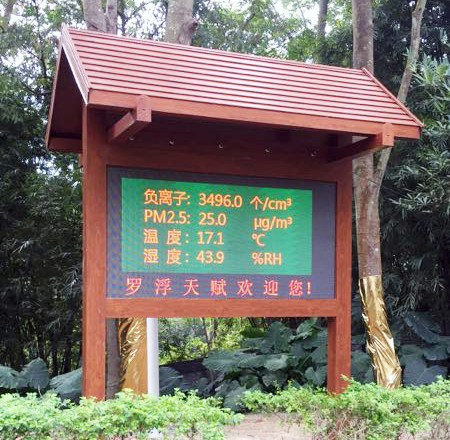 负离子: 3496.0 个/cm³
PM2.5: 25.0 μg/m³
温 度: 17.1 ℃
湿 度: 43.9 %RH
罗浮天赋欢迎您!